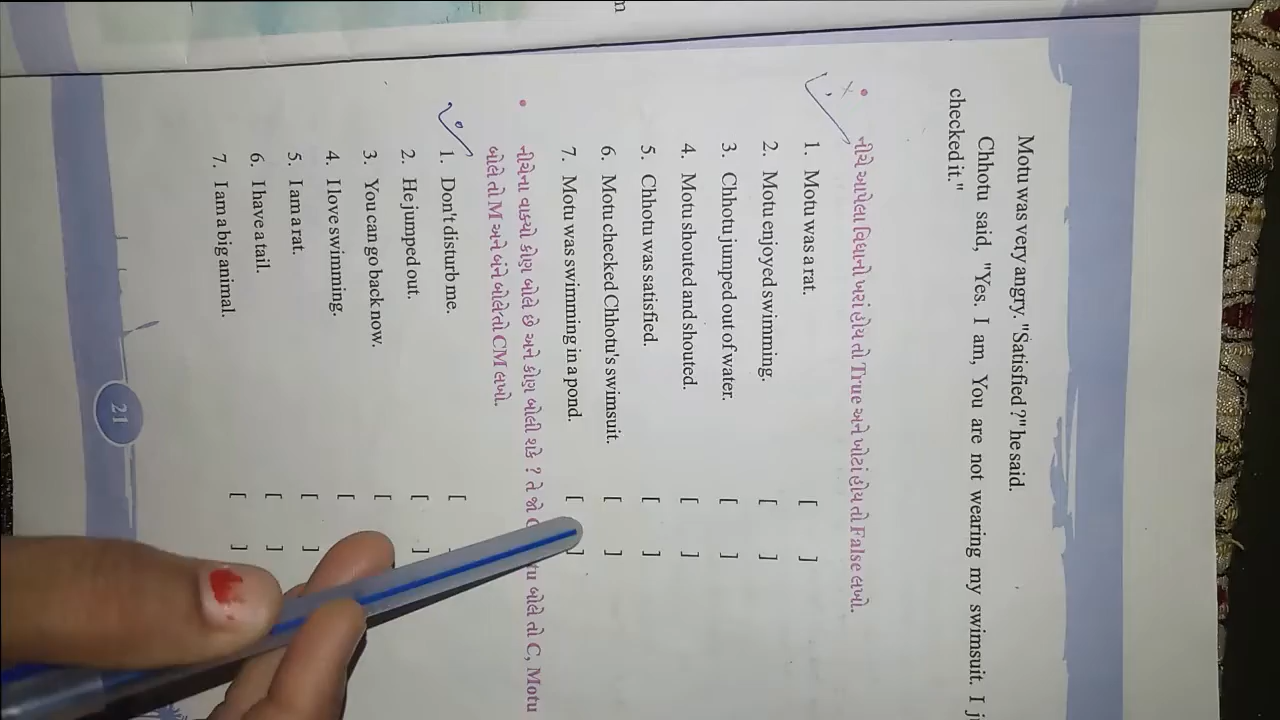 Motu was very angry. "Satisfied ?" he said.
Chhotu said, "Yes. I am, You are not wearing my swimsuit. I
checked it."
• નીચે આપેલા વિધાનો ખરાં હોય તો True અને ખોટાં હોય તો False લખો.
1. Motu was a rat. [ ]
2. Motu enjoyed swimming. [ ]
3. Chhotu jumped out of water. [ ]
4. Motu shouted and shouted. [ ]
5. Chhotu was satisfied. [ ]
6. Motu checked Chhotu's swimsuit. [ ]
7. Motu was swimming in a pond. [ ]
• નીચેના વાક્યો કોણ બોલે છે અને કોણ બોલી શકે ? તે જો બોલે તો C, Motu
બોલે તો M અને બંને બોલે તો CM લખો.
1. Don't disturb me. [
2. He jumped out. [ ]
3. You can go back now. [
4. I love swimming. [
5. I am a rat. [ ]
6. I have a tail. [ ]
7. I am a big animal. [ ]
21